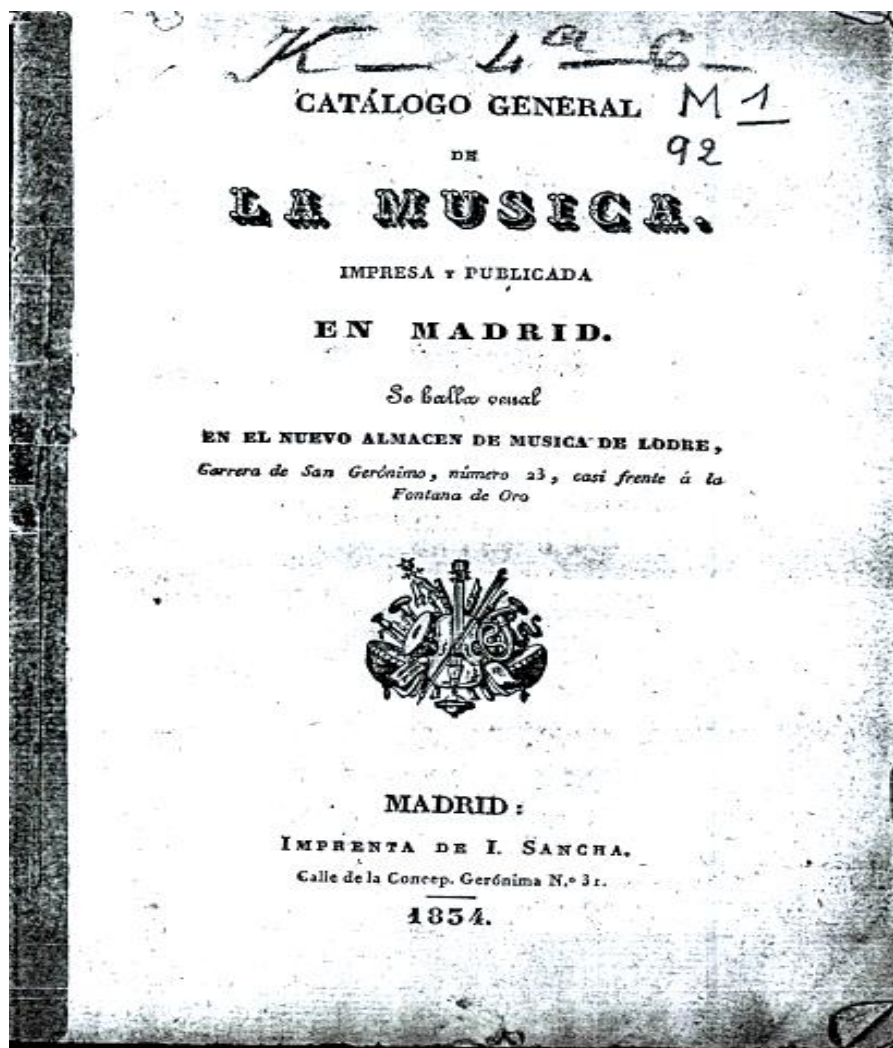 K — 4ª — 6 —
CATÁLOGO GENERAL M 1
DE 92
LA MUSICA.
IMPRESA Y PUBLICADA
EN MADRID.
Se halla venal
EN EL NUEVO ALMACEN DE MUSICA DE LODRE,
Carrera de San Gerónimo, número 23, casi frente á la
Fontana de Oro
MADRID:
IMPRENTA DE I. SANCHA.
Calle de la Concep. Gerónima N.º 31.
1834.